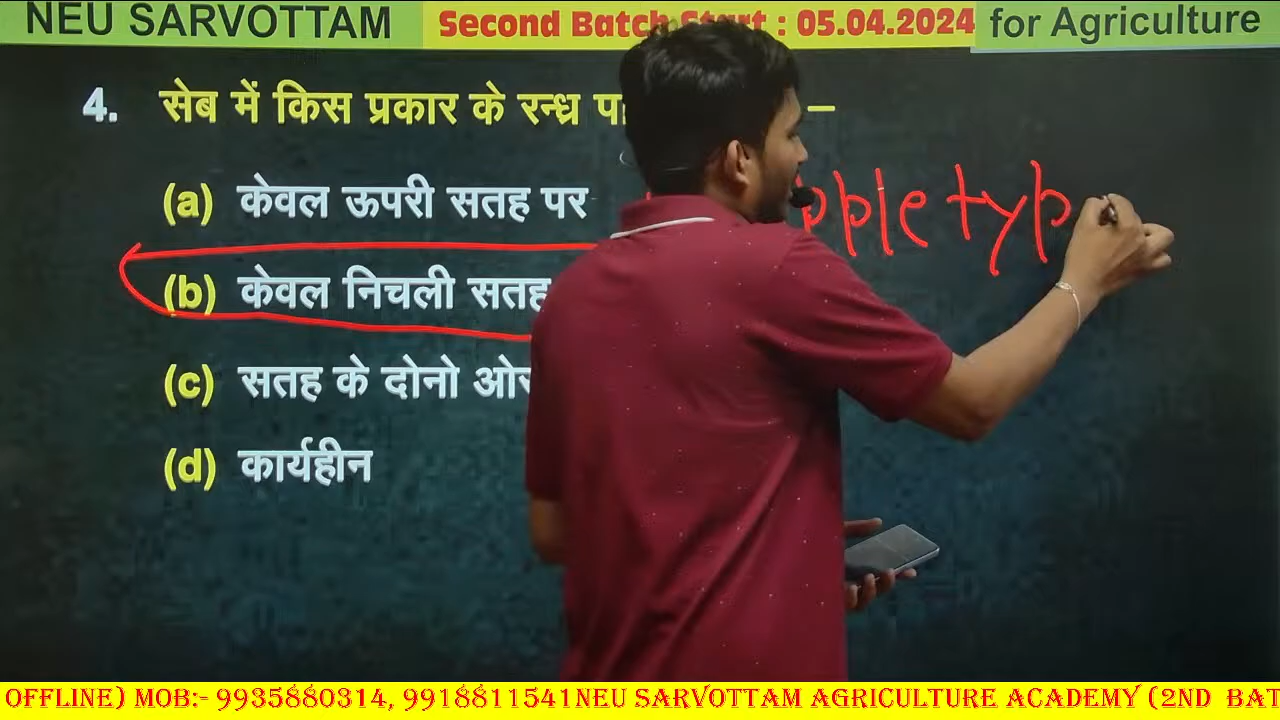 NEU SARVOTTAM Second Batch Start : 05.04.2024 for Agriculture
4. सेब में किस प्रकार के रन्ध्र –
(a) केवल ऊपरी सतह पर
pple typ
(b) केवल निचली सतह
(c) सतह के दोनो ओर
(d) कार्यहीन
OFFLINE) MOB:- 9935880314, 9918811541NEU SARVOTTAM AGRICULTURE ACADEMY (2ND BAT